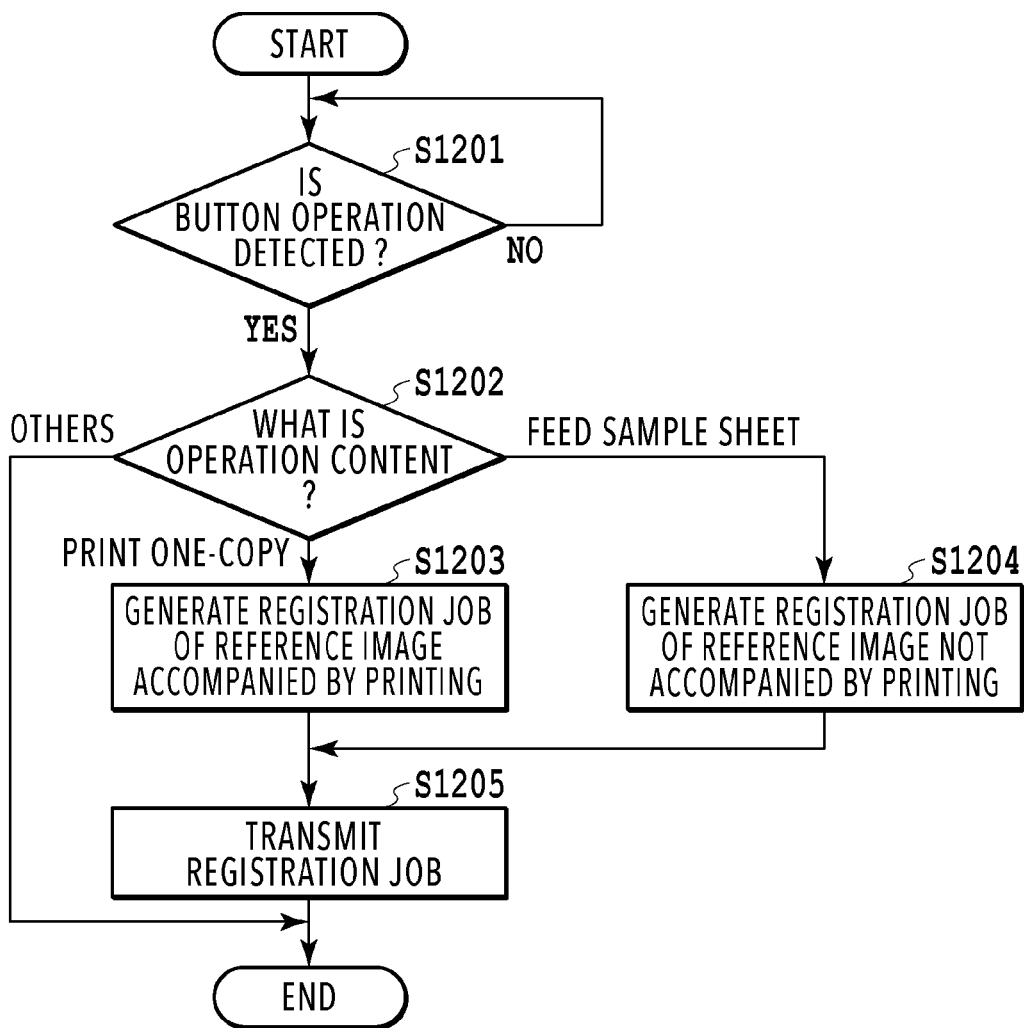 START
S1201
IS
BUTTON OPERATION
DETECTED ?
NO
YES
S1202
OTHERS
WHAT IS
OPERATION CONTENT
?
FEED SAMPLE SHEET
PRINT ONE-COPY
S1203
GENERATE REGISTRATION JOB
OF REFERENCE IMAGE
ACCOMPANIED BY PRINTING
S1204
GENERATE REGISTRATION JOB
OF REFERENCE IMAGE NOT
ACCOMPANIED BY PRINTING
S1205
TRANSMIT
REGISTRATION JOB
END